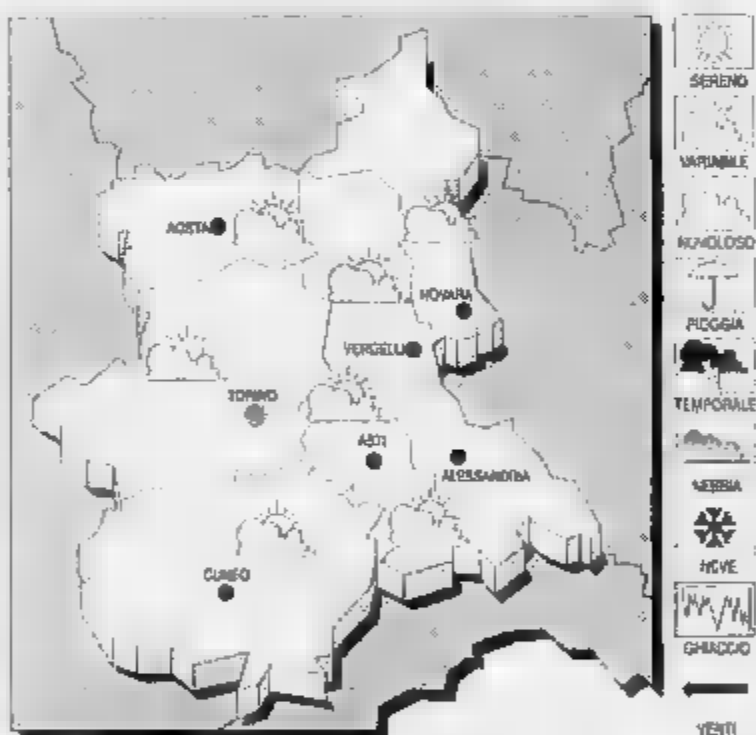 AOSTA
NOVARA
VERCELLI
TORINO
ASTI
ALESSANDRIA
CUNEO
SERENO
VARIABILE
NUVOLOSO
PIOGGIA
TEMPORALE
NEBBIA
NEVE
GHIACCIO
VENTI